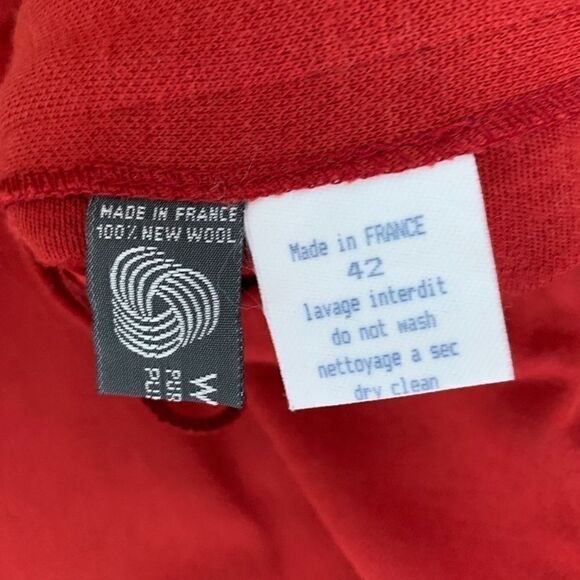 MADE IN FRANCE
100% NEW WOOL
W
PUR
Made in FRANCE
42
lavage interdit
do not wash
nettoyage a sec
dry clean